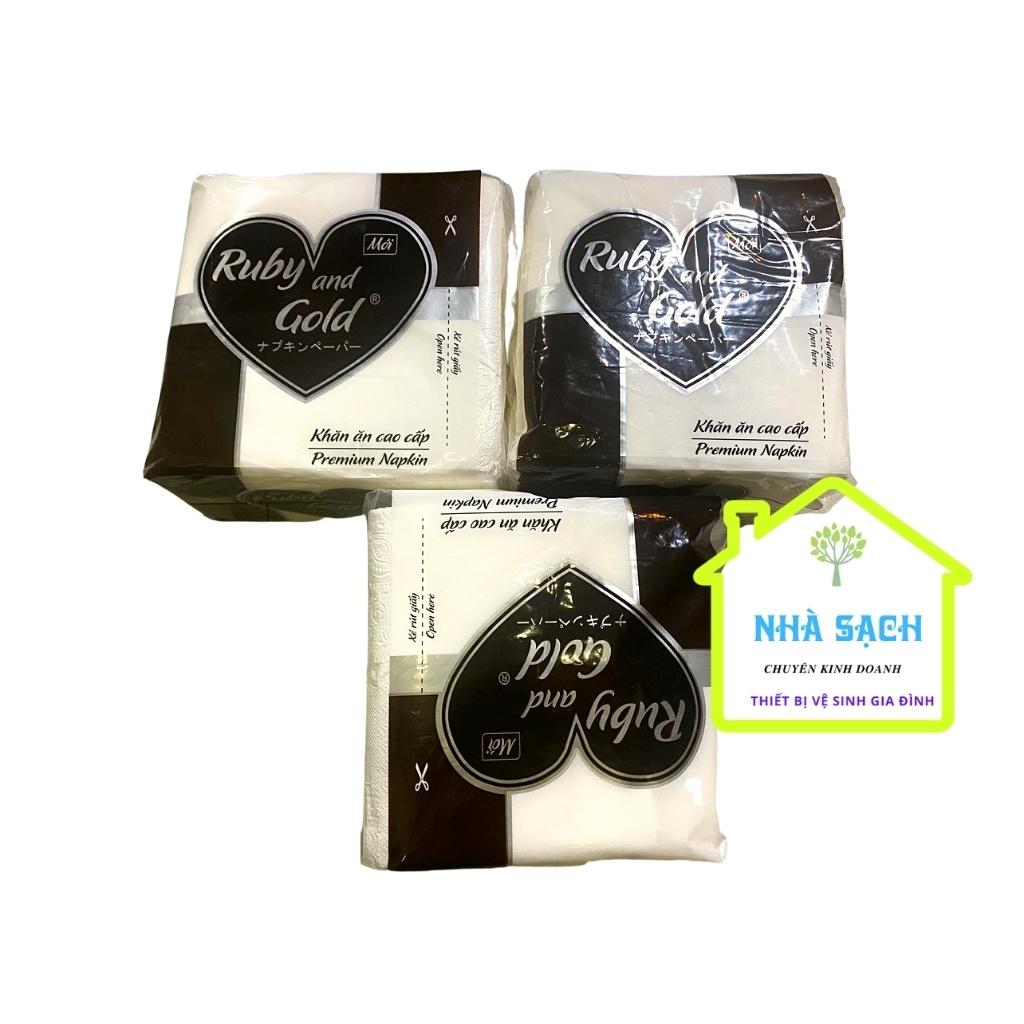 Ruby and
Gold®
Mới
ナプキンペーパー
Xé rút giấy
Open here
Khăn ăn cao cấp
Premium Napkin
Ruby and
Gold®
Mới
ナプキンペーパー
Xé rút giấy
Open here
Khăn ăn cao cấp
Premium Napkin
Khăn ăn cao cấp
Premium Napkin
Xé rút giấy
Open here
Ruby and
Gold®
Mới
ナプキンペーパー
NHÀ SẠCH
CHUYÊN KINH DOANH
THIẾT BỊ VỆ SINH GIA ĐÌNH